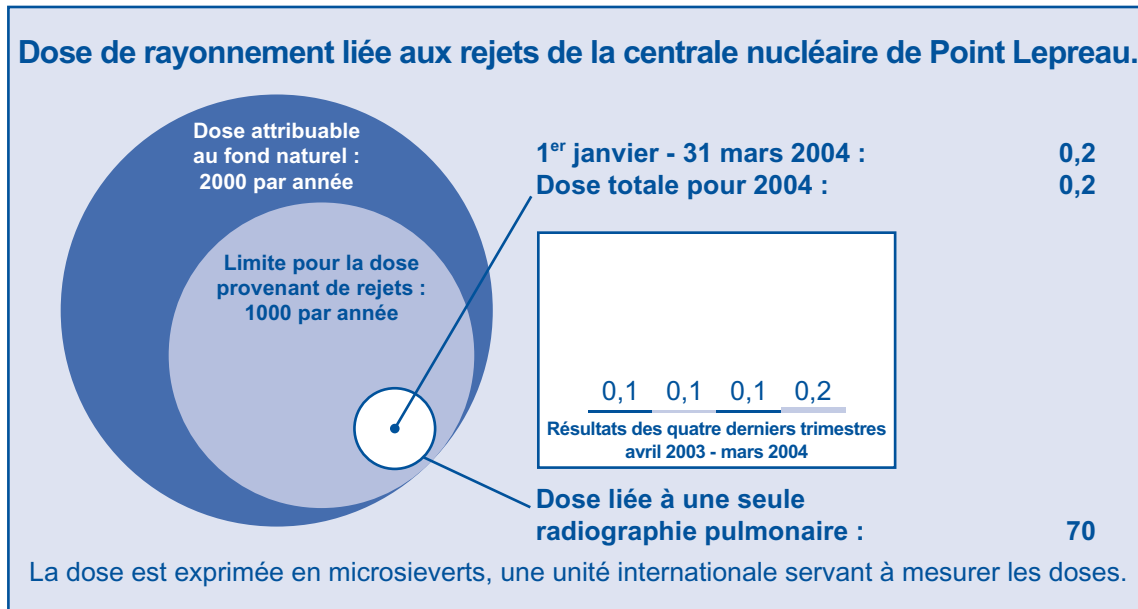 Dose de rayonnement liée aux rejets de la centrale nucléaire de Point Lepreau.
Dose attribuable
au fond naturel :
2000 par année
Limite pour la dose
provenant de rejets :
1000 par année
1er janvier - 31 mars 2004 : 0,2
Dose totale pour 2004 : 0,2
0,1 0,1 0,1 0,2
Résultats des quatre derniers trimestres
avril 2003 - mars 2004
Dose liée à une seule
radiographie pulmonaire : 70
La dose est exprimée en microsieverts, une unité internationale servant à mesurer les doses.